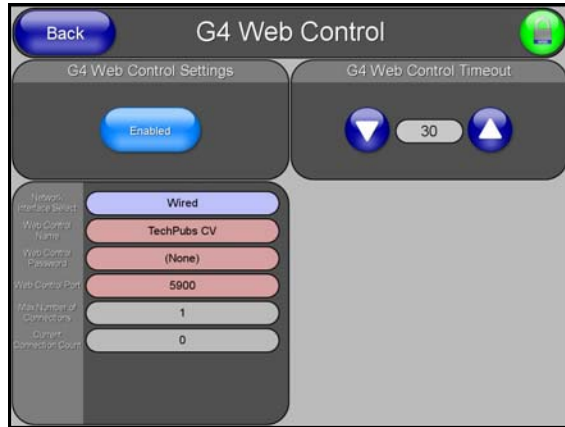 Back
G4 Web Control
G4 Web Control Settings
G4 Web Control Timeout
Enabled
30
Network
Interface Select
Wired
Web Control
Name
TechPubs CV
Web Control
Password
(None)
Web Control Port
5900
Max Number of
Connections
1
Current
Connection Count
0